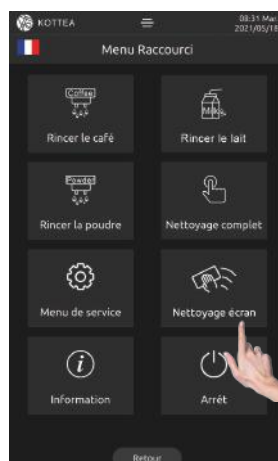 KOTTEA
08:31 Mar.
2021/05/18
Menu Raccourci
Coffee
Milk
Rincer le café
Rincer le lait
Powder
Rincer la poudre
Nettoyage complet
Menu de service
Nettoyage écran
i
Information
Arrêt
Retour